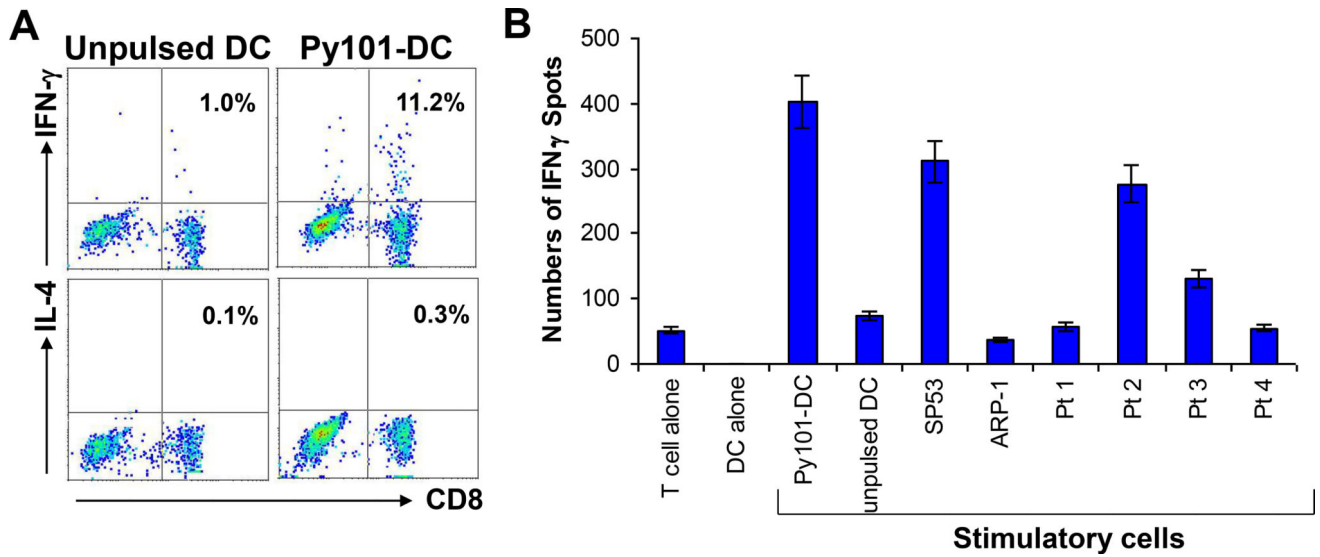 A
Unpulsed DC Py101-DC
IFN-γ
1.0%
11.2%
IL-4
0.1%
0.3%
CD8
B
Numbers of IFNγ Spots
500
400
300
200
100
0
T cell alone
DC alone
Py101-DC
unpulsed DC
SP53
ARP-1
Pt 1
Pt 2
Pt 3
Pt 4
Stimulatory cells